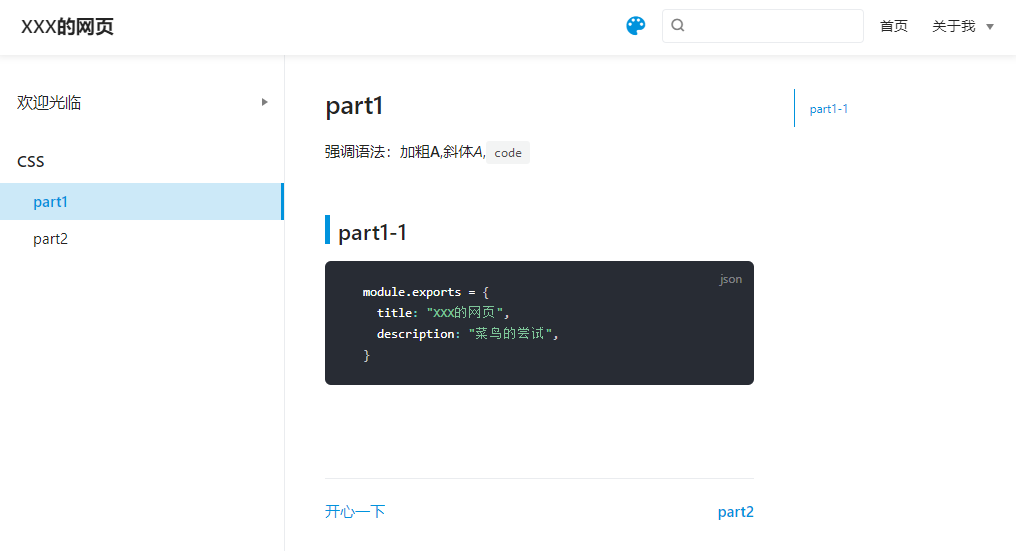 XXX的网页
首页 关于我
欢迎光临
CSS
part1
part2
part1
强调语法：加粗A,斜体A, code
part1-1
json
module.exports = {
title: "XXX的网页",
description: "菜鸟的尝试",
}
开心一下 part2
part1-1